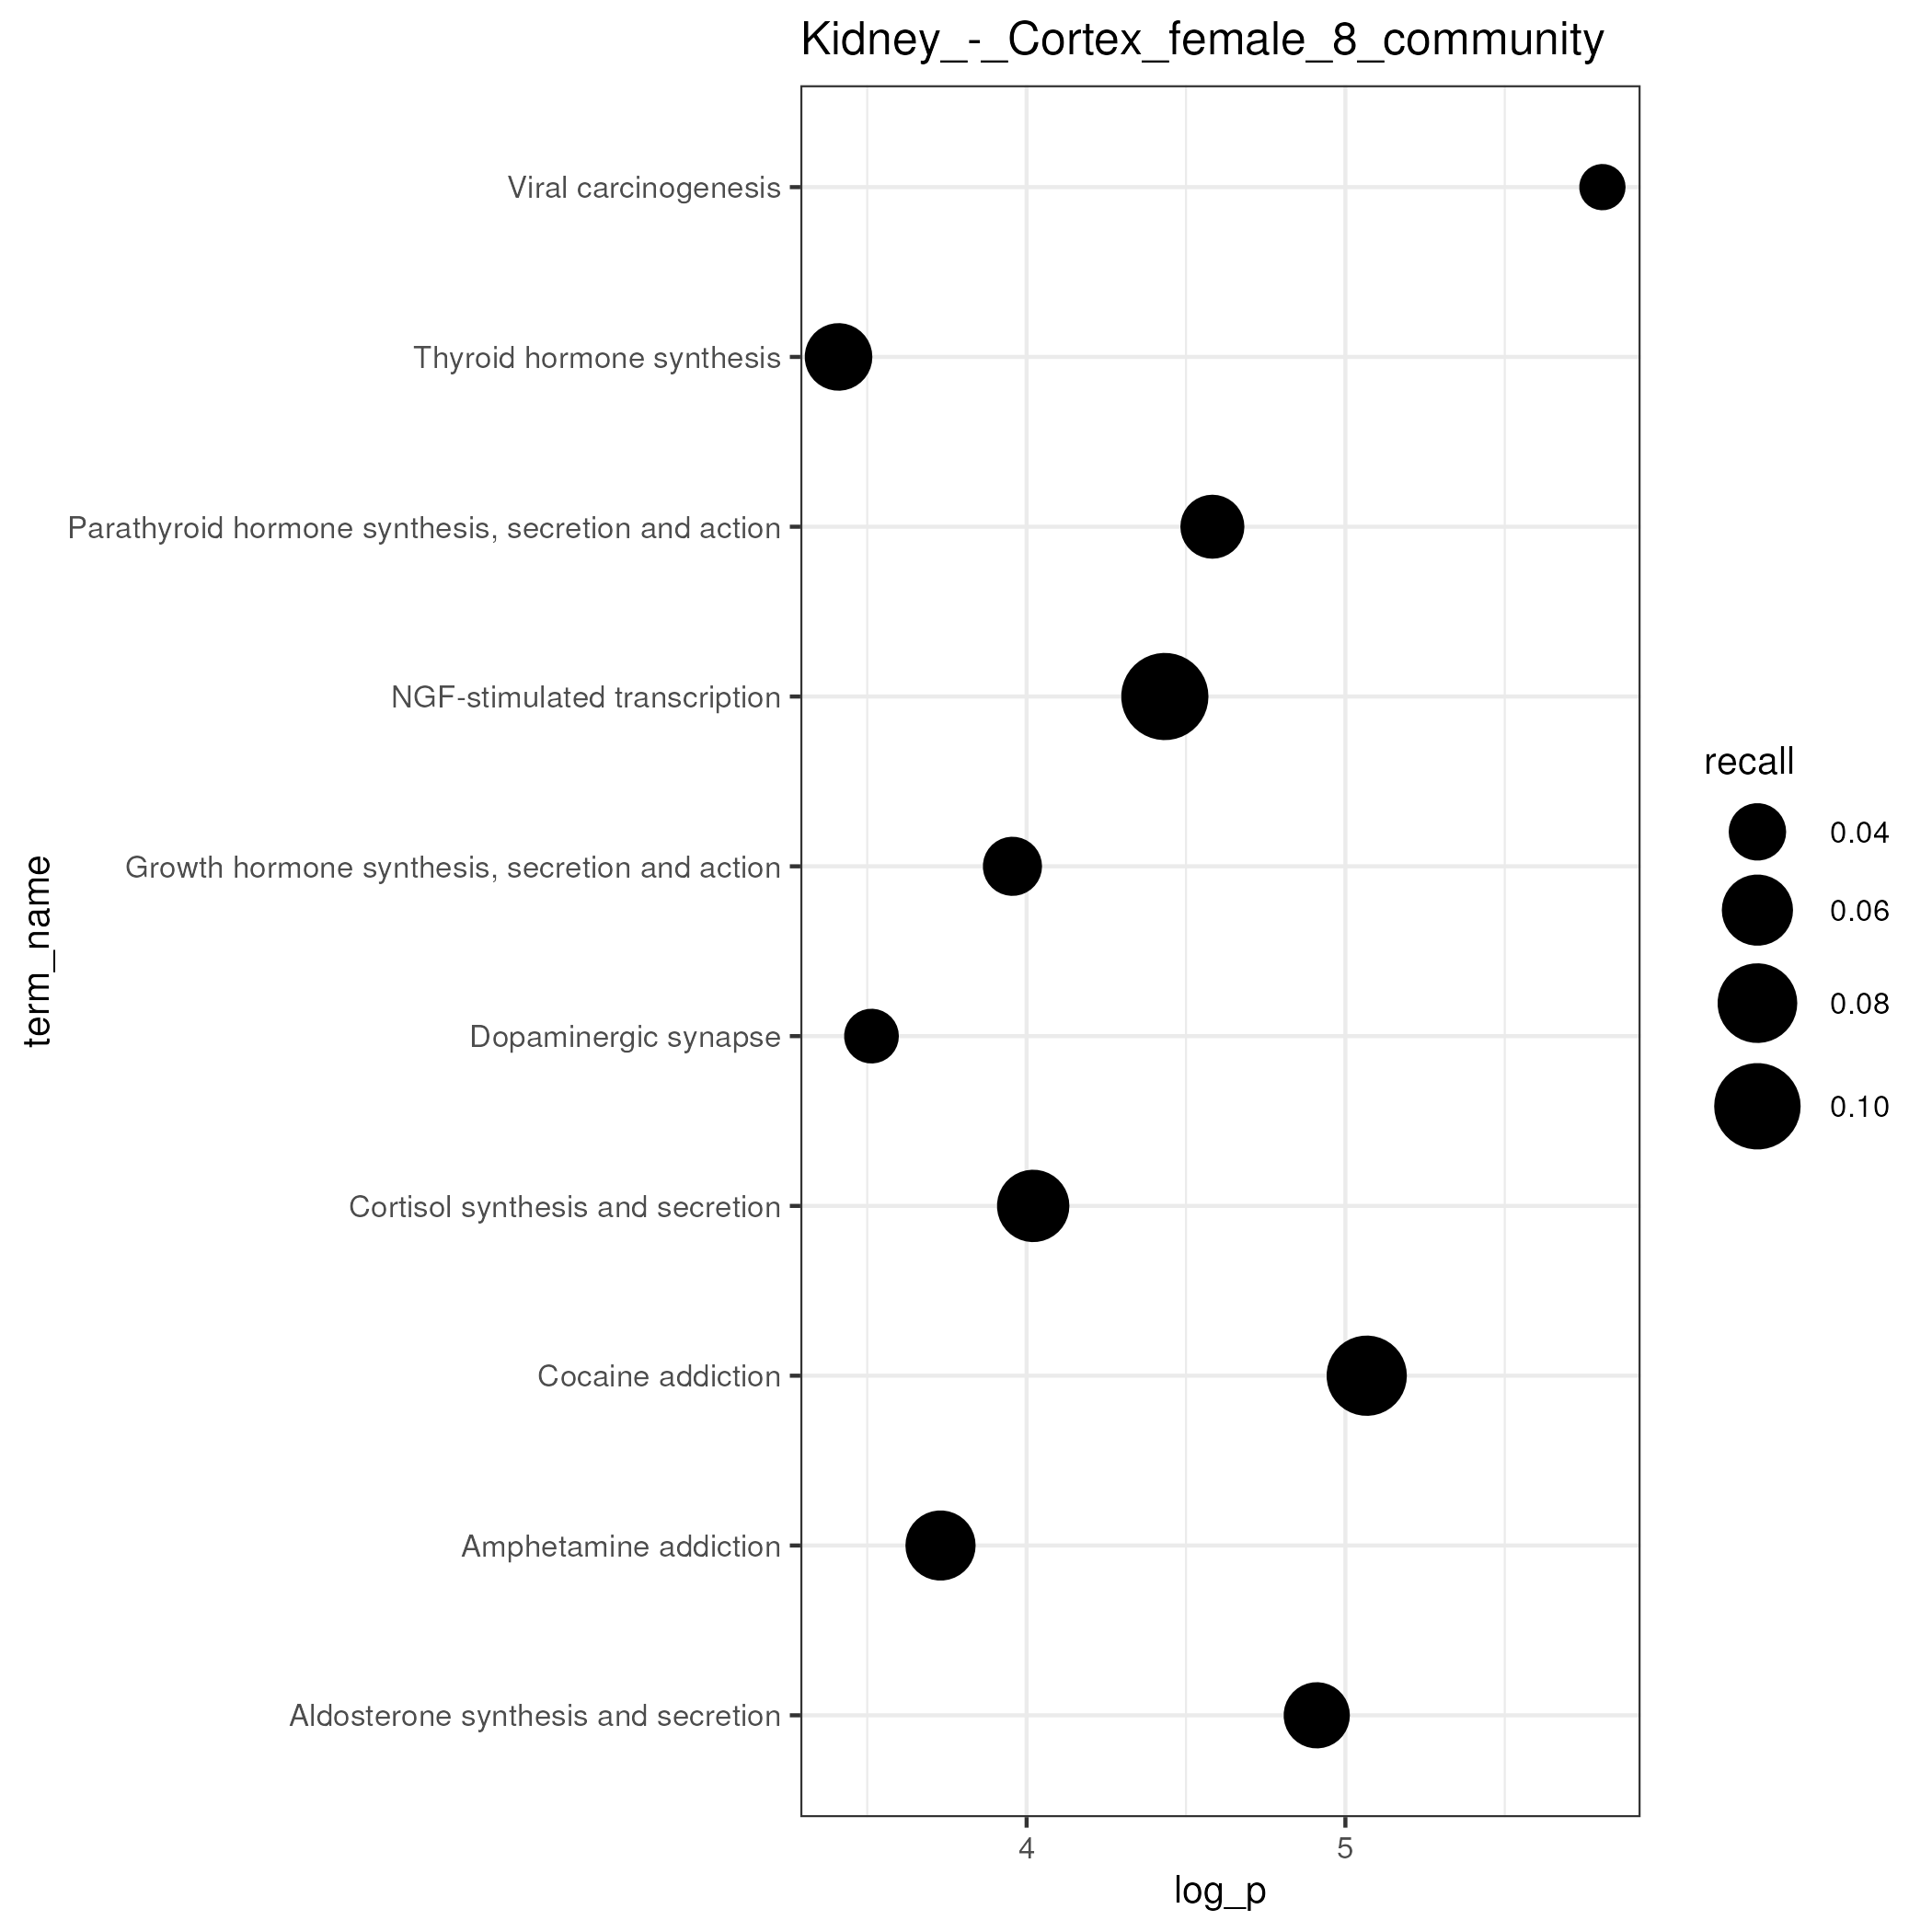 Kidney_-_Cortex_female_8_community
Viral carcinogenesis
Thyroid hormone synthesis
Parathyroid hormone synthesis, secretion and action
NGF-stimulated transcription
Growth hormone synthesis, secretion and action
Dopaminergic synapse
Cortisol synthesis and secretion
Cocaine addiction
Amphetamine addiction
Aldosterone synthesis and secretion
term_name
4
5
log_p
recall
0.04
0.06
0.08
0.10